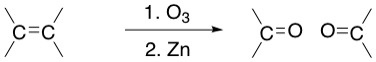 1. O₃
C=C
C=O O=C
2. Zn